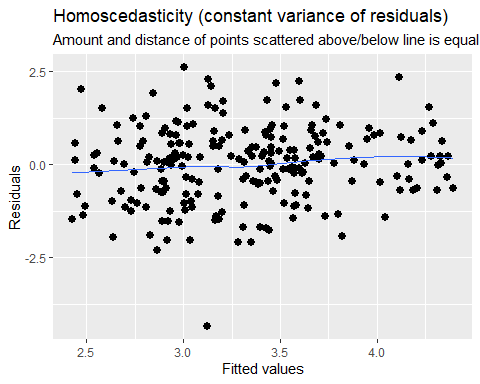 Homoscedasticity (constant variance of residuals)
Amount and distance of points scattered above/below line is equal
2.5
0.0
-2.5
Residuals
2.5
3.0
3.5
4.0
Fitted values